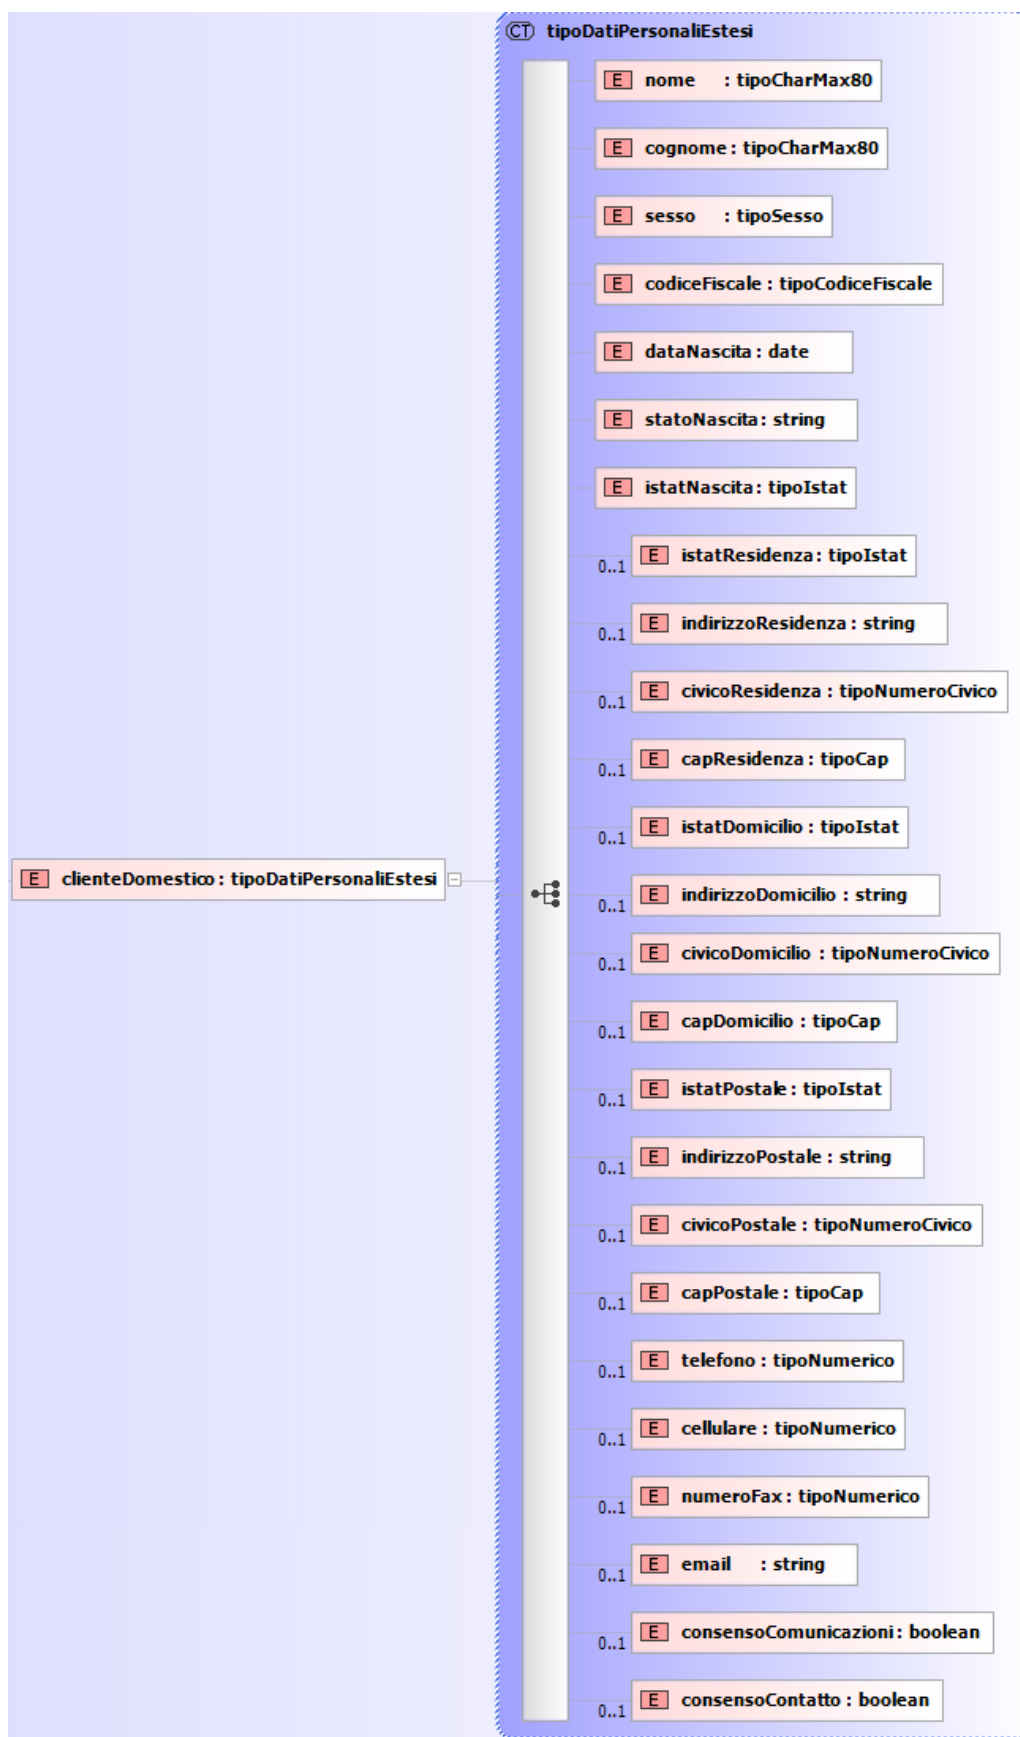 CT tipoDatiPersonaliEstesi
E nome : tipoCharMax80
E cognome : tipoCharMax80
E sesso : tipoSesso
E codiceFiscale : tipoCodiceFiscale
E dataNascita : date
E statoNascita : string
E istatNascita : tipoIstat
0..1 E istatResidenza : tipoIstat
0..1 E indirizzoResidenza : string
0..1 E civicoResidenza : tipoNumeroCivico
0..1 E capResidenza : tipoCap
0..1 E istatDomicilio : tipoIstat
E clienteDomestico : tipoDatiPersonaliEstesi
0..1 E indirizzoDomicilio : string
0..1 E civicoDomicilio : tipoNumeroCivico
0..1 E capDomicilio : tipoCap
0..1 E istatPostale : tipoIstat
0..1 E indirizzoPostale : string
0..1 E civicoPostale : tipoNumeroCivico
0..1 E capPostale : tipoCap
0..1 E telefono : tipoNumerico
0..1 E cellulare : tipoNumerico
0..1 E numeroFax : tipoNumerico
0..1 E email : string
0..1 E consensoComunicazioni : boolean
0..1 E consensoContatto : boolean